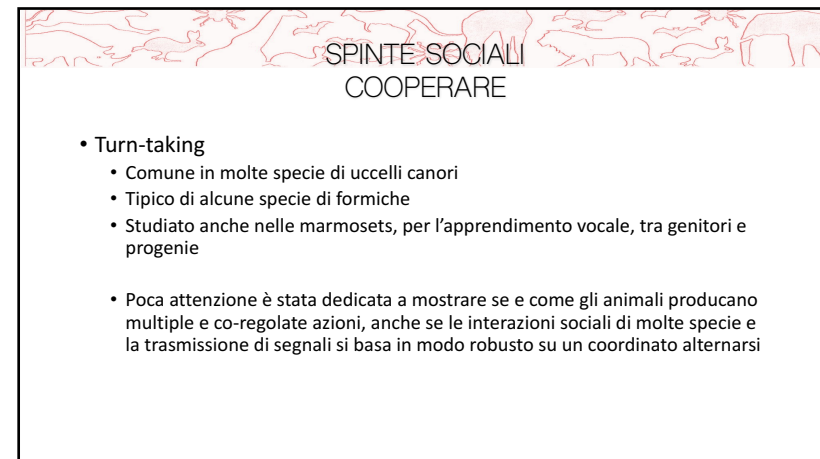 SPINTE SOCIALI
COOPERARE
• Turn-taking
• Comune in molte specie di uccelli canori
• Tipico di alcune specie di formiche
• Studiato anche nelle marmosets, per l'apprendimento vocale, tra genitori e
progenie
• Poca attenzione è stata dedicata a mostrare se e come gli animali producano
multiple e co-regolate azioni, anche se le interazioni sociali di molte specie e
la trasmissione di segnali si basa in modo robusto su un coordinato alternarsi